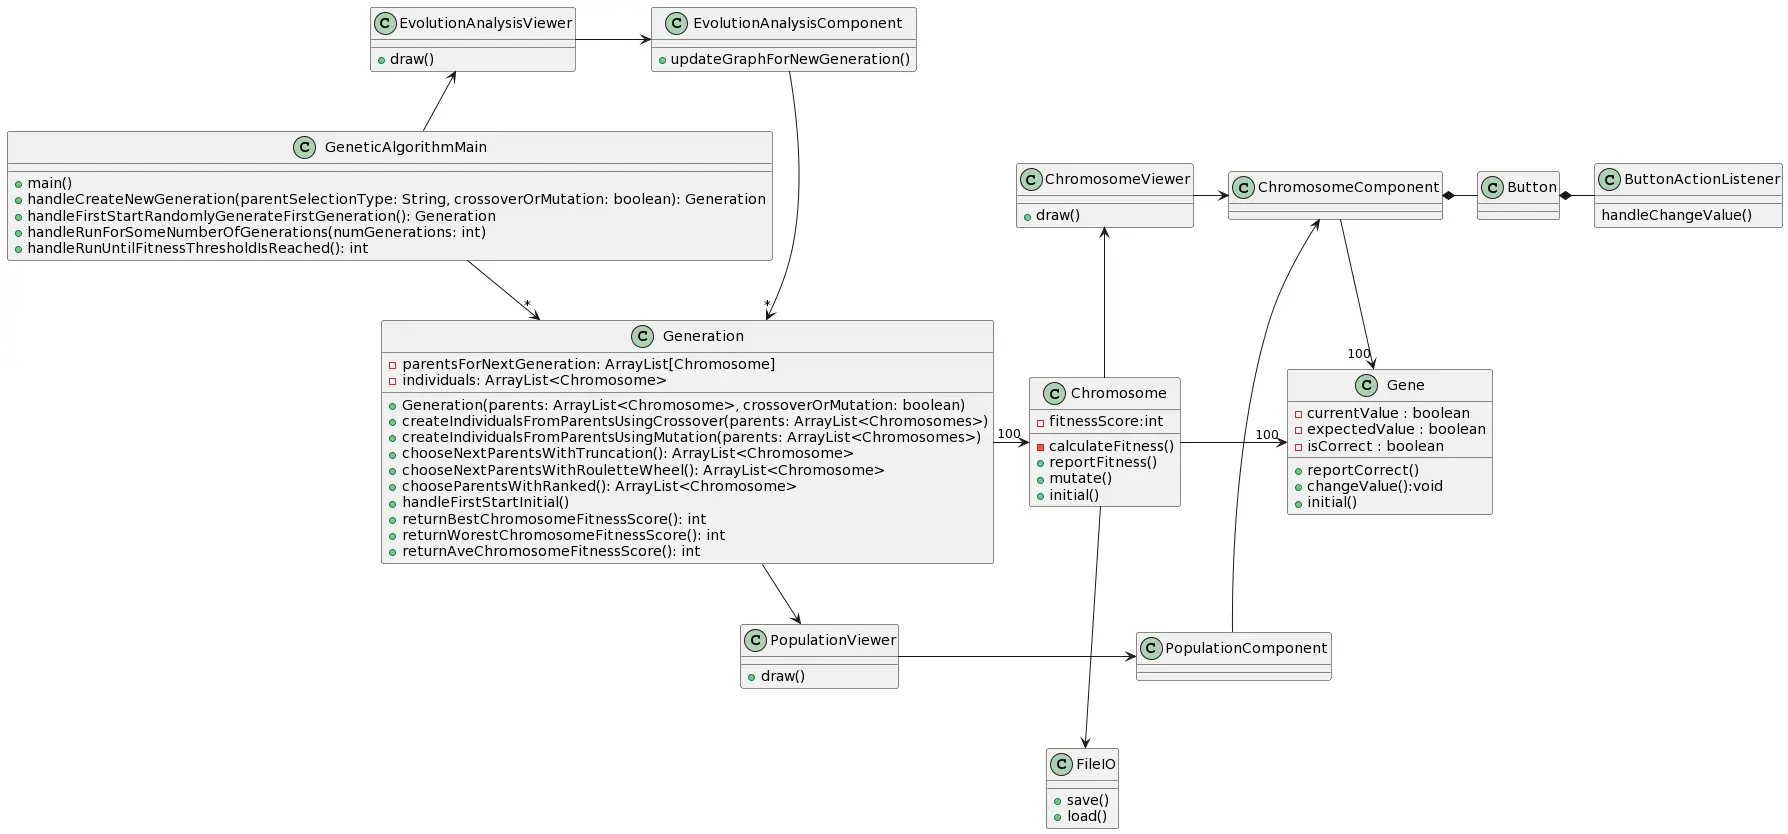 C EvolutionAnalysisViewer
draw()
C EvolutionAnalysisComponent
updateGraphForNewGeneration()
C GeneticAlgorithmMain
main()
handleCreateNewGeneration(parentSelectionType: String, crossoverOrMutation: boolean): Generation
handleFirstStartRandomlyGenerateFirstGeneration(): Generation
handleRunForSomeNumberOfGenerations(numGenerations: int)
handleRunUntilFitnessThresholdIsReached(): int
C ChromosomeViewer
draw()
C ChromosomeComponent
C Button
C ButtonActionListener
handleChangeValue()
*
*
C Generation
parentsForNextGeneration: ArrayList[Chromosome]
individuals: ArrayList<Chromosome>
Generation(parents: ArrayList<Chromosome>, crossoverOrMutation: boolean)
createIndividualsFromParentsUsingCrossover(parents: ArrayList<Chromosomes>)
createIndividualsFromParentsUsingMutation(parents: ArrayList<Chromosomes>)
chooseNextParentsWithTruncation(): ArrayList<Chromosome>
chooseNextParentsWithRouletteWheel(): ArrayList<Chromosome>
chooseParentsWithRanked(): ArrayList<Chromosome>
handleFirstStartInitial()
returnBestChromosomeFitnessScore(): int
returnWorestChromosomeFitnessScore(): int
returnAveChromosomeFitnessScore(): int
100
C Chromosome
fitnessScore:int
calculateFitness()
reportFitness()
mutate()
initial()
100
100
C Gene
currentValue : boolean
expectedValue : boolean
isCorrect : boolean
reportCorrect()
changeValue():void
initial()
C PopulationViewer
draw()
C PopulationComponent
C FileIO
save()
load()